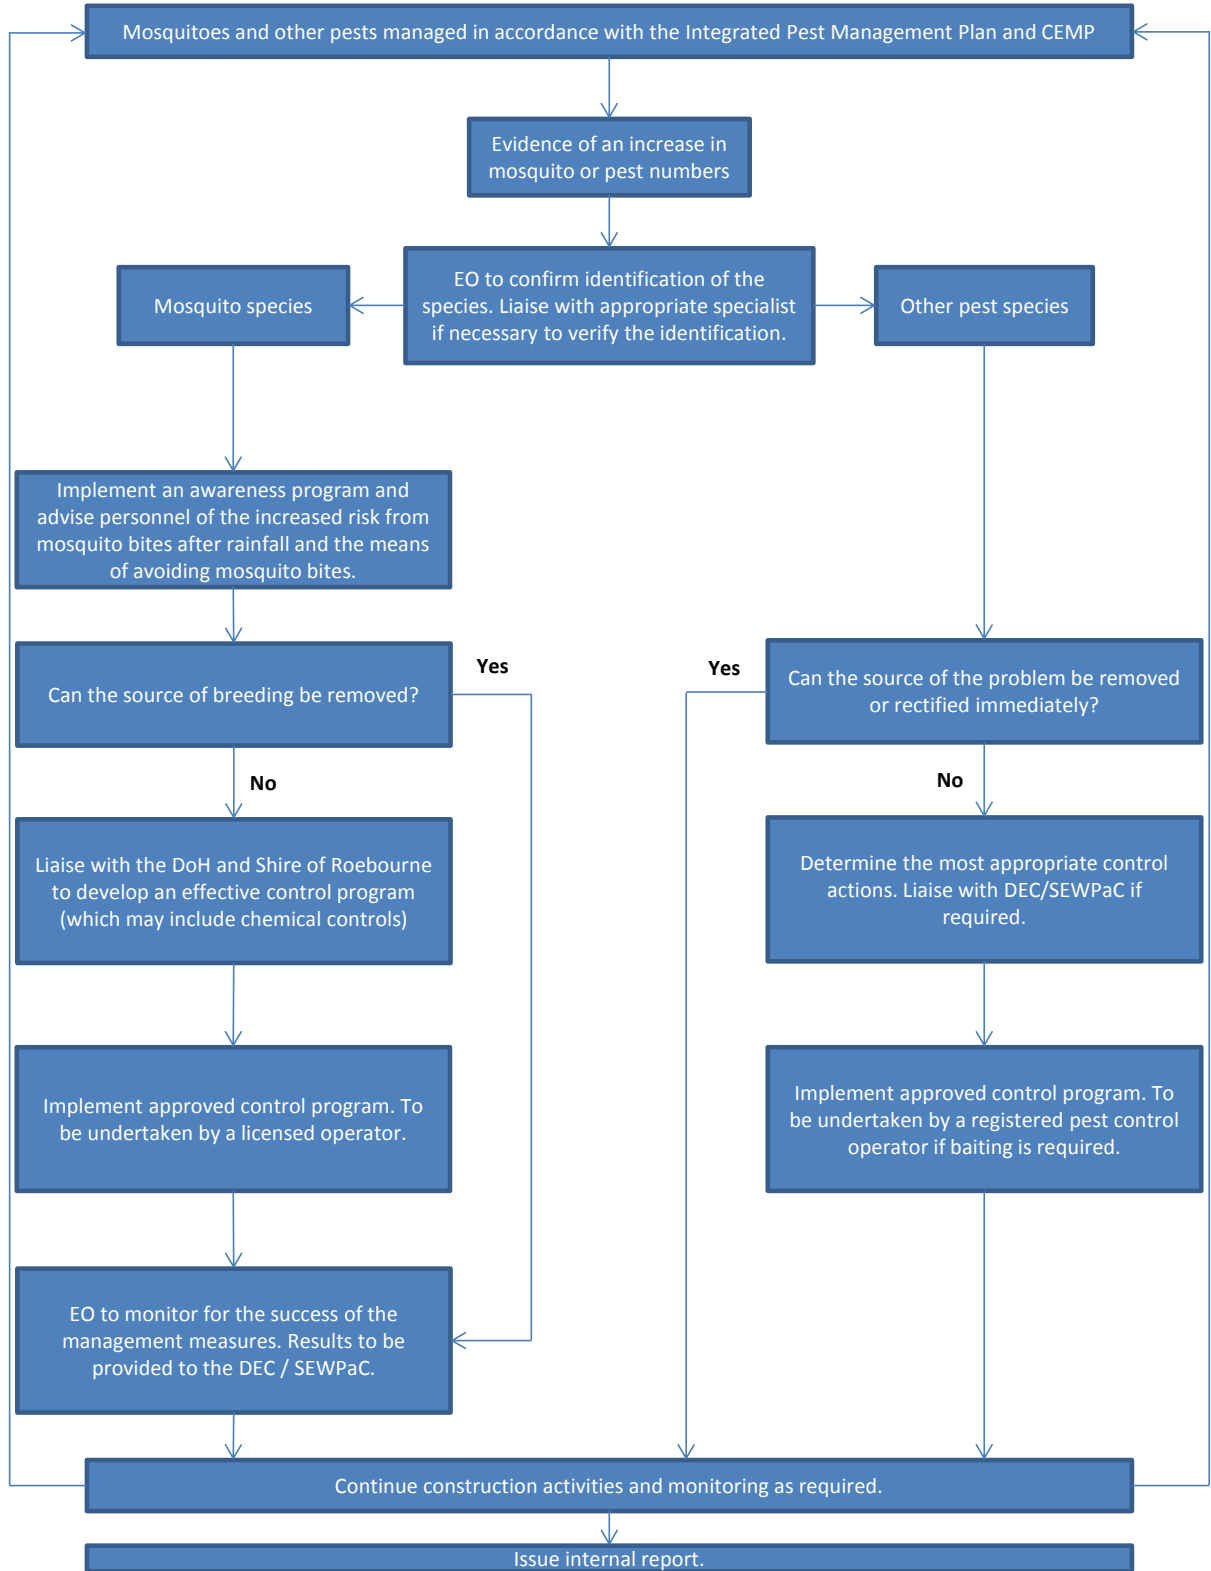 Mosquitoes and other pests managed in accordance with the Integrated Pest Management Plan and CEMP
Evidence of an increase in
mosquito or pest numbers
EO to confirm identification of the
species. Liaise with appropriate specialist
if necessary to verify the identification.
Mosquito species
Other pest species
Implement an awareness program and
advise personnel of the increased risk from
mosquito bites after rainfall and the means
of avoiding mosquito bites.
Can the source of breeding be removed?
Yes
Yes
Can the source of the problem be removed
or rectified immediately?
No
No
Liaise with the DoH and Shire of Roebourne
to develop an effective control program
(which may include chemical controls)
Determine the most appropriate control
actions. Liaise with DEC/SEWPaC if
required.
Implement approved control program. To
be undertaken by a licensed operator.
Implement approved control program. To
be undertaken by a registered pest control
operator if baiting is required.
EO to monitor for the success of the
management measures. Results to be
provided to the DEC / SEWPaC.
Continue construction activities and monitoring as required.
Issue internal report.